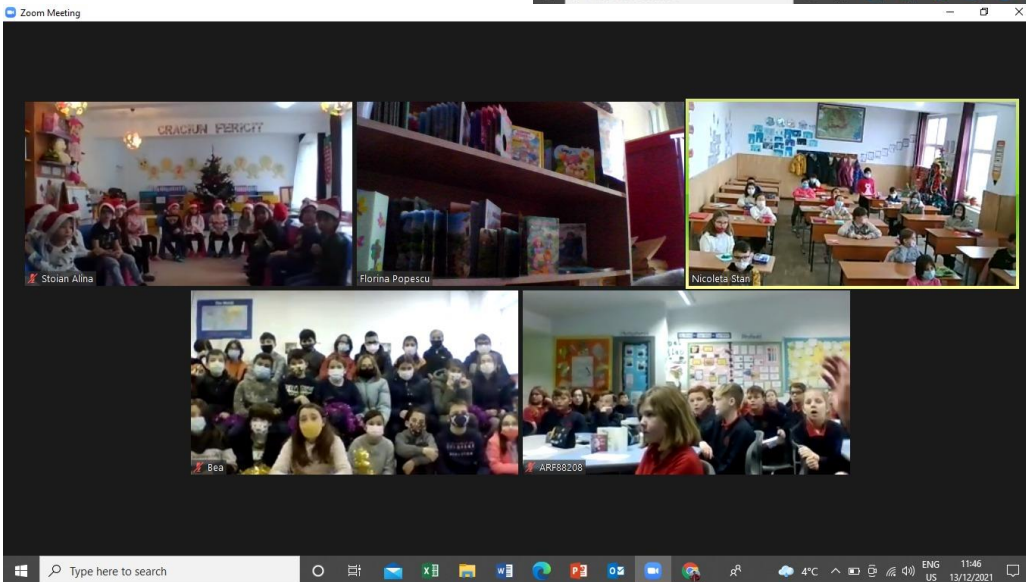 Zoom Meeting
CRACIUN FERICIT
Stoian Alina
Florina Popescu
Nicoleta Stan
Bea
ARF88208
Type here to search
4°C
ENG
US
11:46
13/12/2021